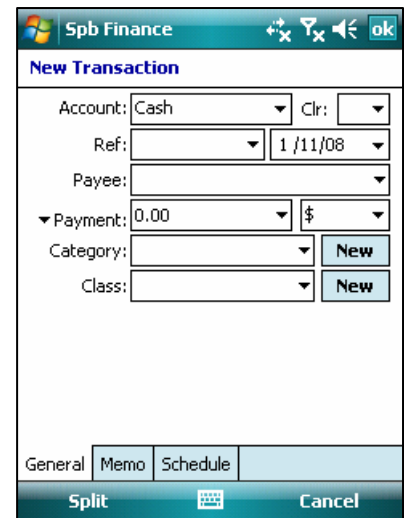 Spb Finance ok
New Transaction
Account: Cash Clr:
Ref: 1 /11/08
Payee:
Payment: 0.00 $
Category: New
Class: New
General Memo Schedule
Split Cancel